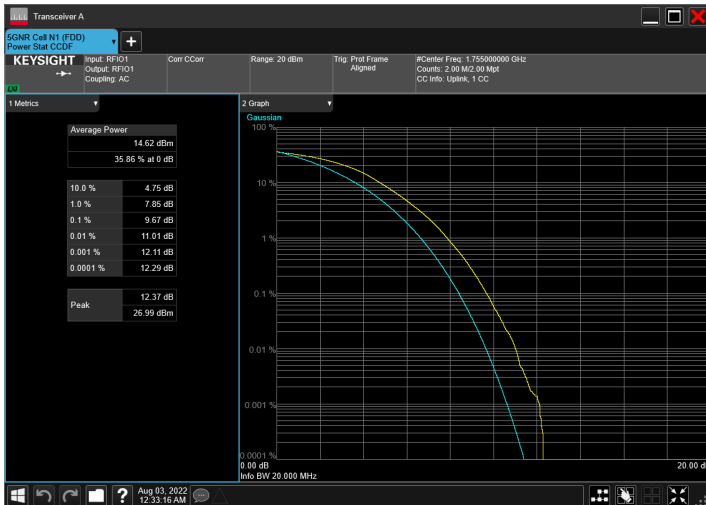 Transceiver A
5GNR Cell N1 (FDD)
Power Stat CCDF
KEYSIGHT
Input: RFIO1
Output: RFIO1
Coupling: AC
Corr CCorr
Range: 20 dBm
Trig: Prot Frame
Aligned
#Center Freq: 1.755000000 GHz
Counts: 2.00 M/2.00 Mpt
CC Info: Uplink, 1 CC
LXI
1 Metrics
Average Power
14.62 dBm
35.86 % at 0 dB
10.0 % 4.75 dB
1.0 % 7.85 dB
0.1 % 9.67 dB
0.01 % 11.01 dB
0.001 % 12.11 dB
0.0001 % 12.29 dB
Peak
12.37 dB
26.99 dBm
2 Graph
Gaussian
100 %
10 %
1 %
0.1 %
0.01 %
0.001 %
0.0001 %
0.00 dB
20.00 d
Info BW 20.000 MHz
Aug 03, 2022
12:33:16 AM